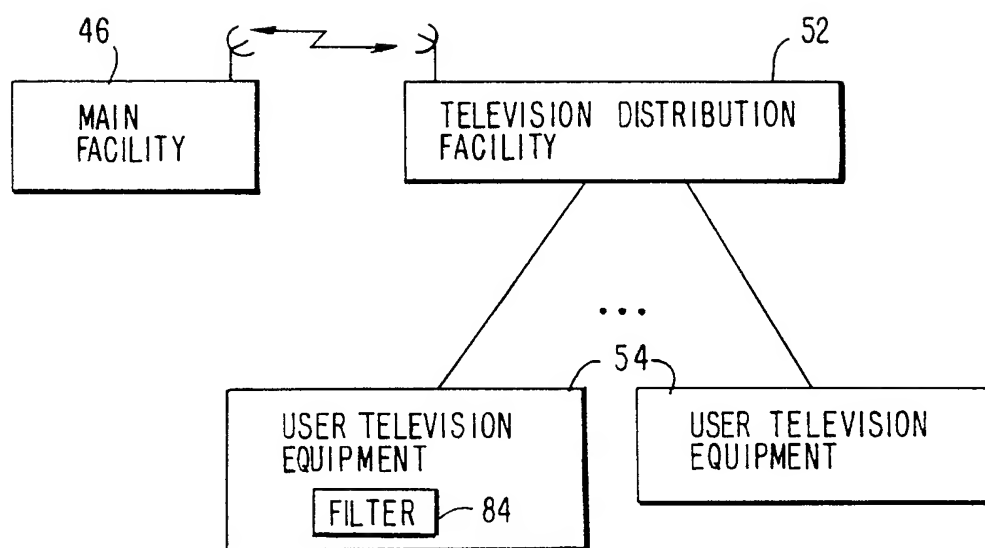 46
52
MAIN
FACILITY
TELEVISION DISTRIBUTION
FACILITY
...
54
USER TELEVISION
EQUIPMENT
FILTER
84
USER TELEVISION
EQUIPMENT